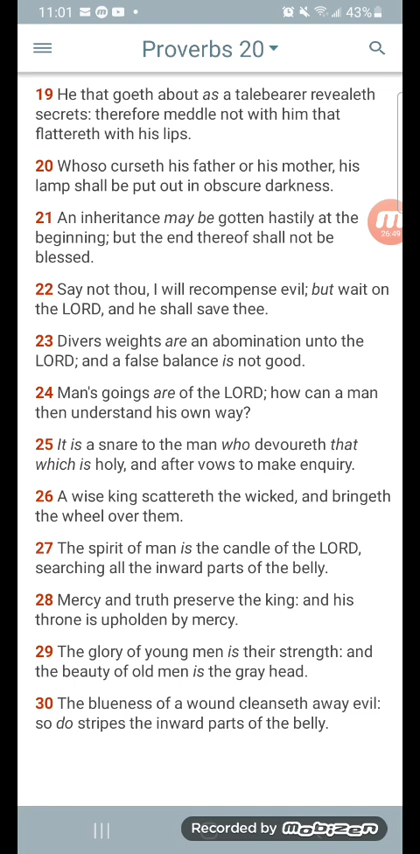 11:01 43%
Proverbs 20
19 He that goeth about as a talebearer revealeth
secrets: therefore meddle not with him that
flattereth with his lips.
20 Whoso curseth his father or his mother, his
lamp shall be put out in obscure darkness.
21 An inheritance may be gotten hastily at the
beginning; but the end thereof shall not be
blessed.
26:49
22 Say not thou, I will recompense evil; but wait on
the LORD, and he shall save thee.
23 Divers weights are an abomination unto the
LORD; and a false balance is not good.
24 Man's goings are of the LORD; how can a man
then understand his own way?
25 It is a snare to the man who devoureth that
which is holy, and after vows to make enquiry.
26 A wise king scattereth the wicked, and bringeth
the wheel over them.
27 The spirit of man is the candle of the LORD,
searching all the inward parts of the belly.
28 Mercy and truth preserve the king: and his
throne is upholden by mercy.
29 The glory of young men is their strength: and
the beauty of old men is the gray head.
30 The blueness of a wound cleanseth away evil:
so do stripes the inward parts of the belly.
Recorded by mobizen